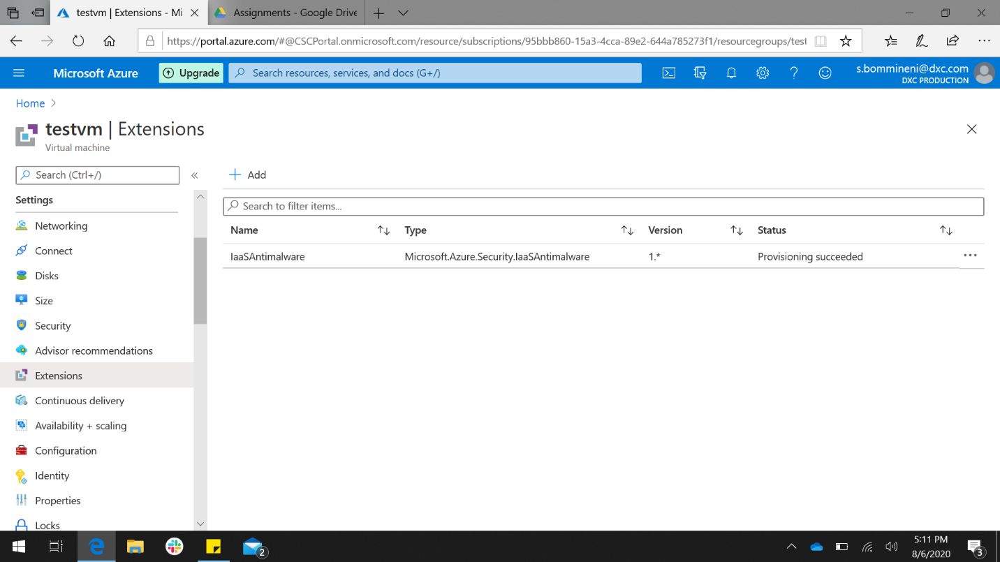 testvm | Extensions - Mi
Assignments - Google Drive
https://portal.azure.com/#@CSCPortal.onmicrosoft.com/resource/subscriptions/95bbb860-15a3-4cca-89e2-644a785273f1/resourcegroups/test
Microsoft Azure
Upgrade
Search resources, services, and docs (G+/)
s.bommineni@dxc.com
DXC PRODUCTION
Home
testvm | Extensions
Virtual machine
Search (Ctrl+/)
«
Add
Settings
Networking
Connect
Disks
Size
Security
Advisor recommendations
Extensions
Continuous delivery
Availability + scaling
Configuration
Identity
Properties
Locks
Search to filter items...
Name Type Version Status
IaaSAntimalware Microsoft.Azure.Security.IaaSAntimalware 1.* Provisioning succeeded
2
5:11 PM
8/6/2020
3